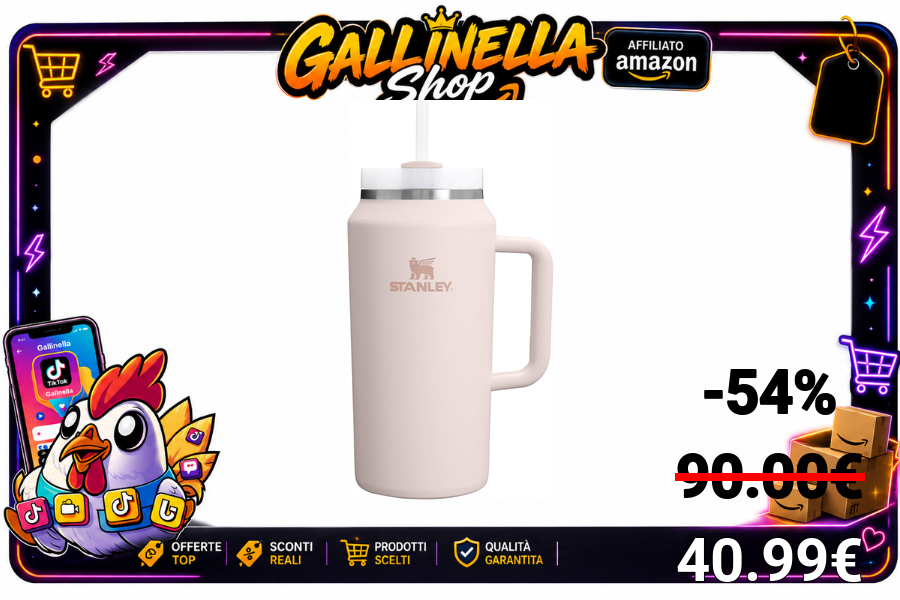 GALLINELLA
Shop
AFFILIATO
amazon
STANLEY
Gallinella
TikTok
Gallinella
-54%
90.00€
40.99€
OFFERTE
TOP
SCONTI
REALI
PRODOTTI
SCELTI
QUALITÀ
GARANTITA